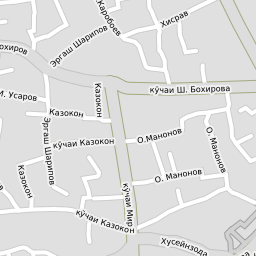 Каробоев
Хисрав
Эргаш Шарипов
Бохиров
кӯчаи Ш. Бохирова
И. Усаров
Казокон
Казокон
Эргаш Шарипов
кӯчаи Казокон
О.Манонов
О. Манонов
Казокон
О. Манонов
кӯчаи Мир
кӯчаи Казокон
Хусейнзода